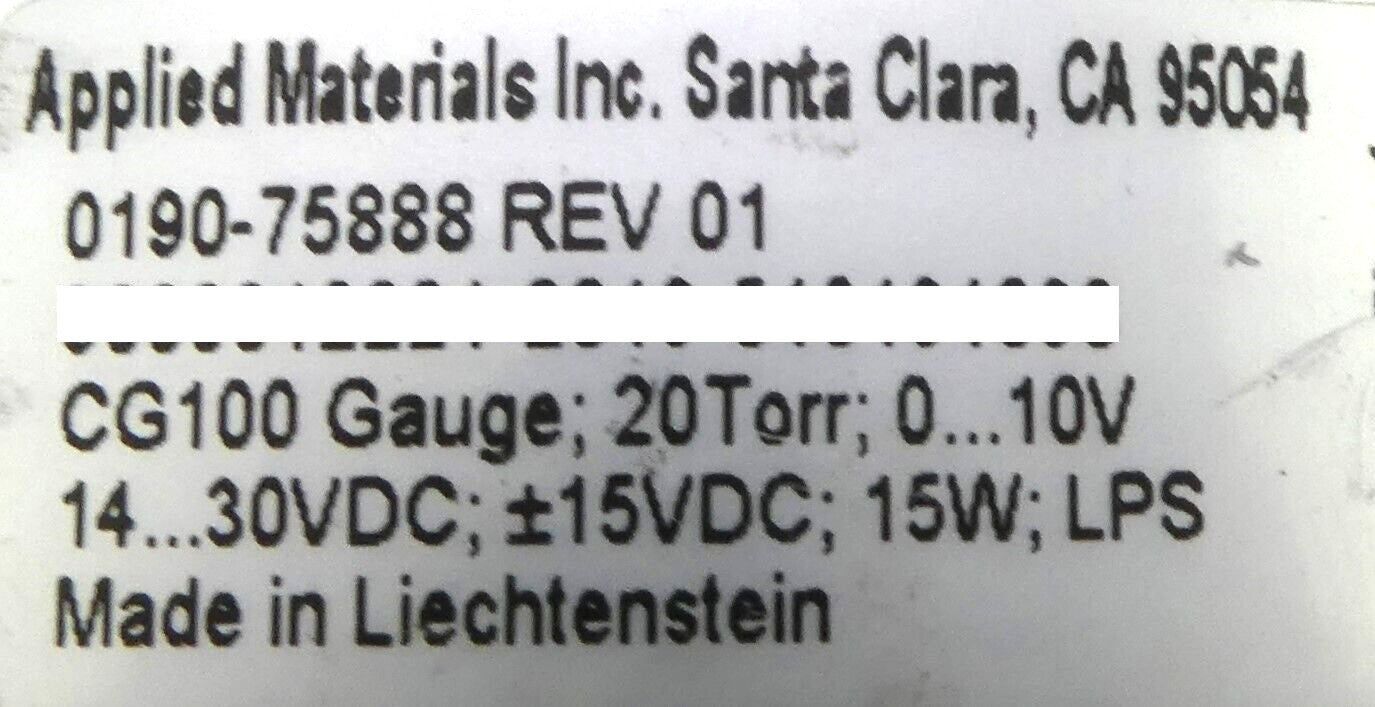 Applied Materials Inc. Santa Clara, CA 95054
0190-75888 REV 01
CG100 Gauge; 20Torr; 0...10V
14...30VDC; ±15VDC; 15W; LPS
Made in Liechtenstein